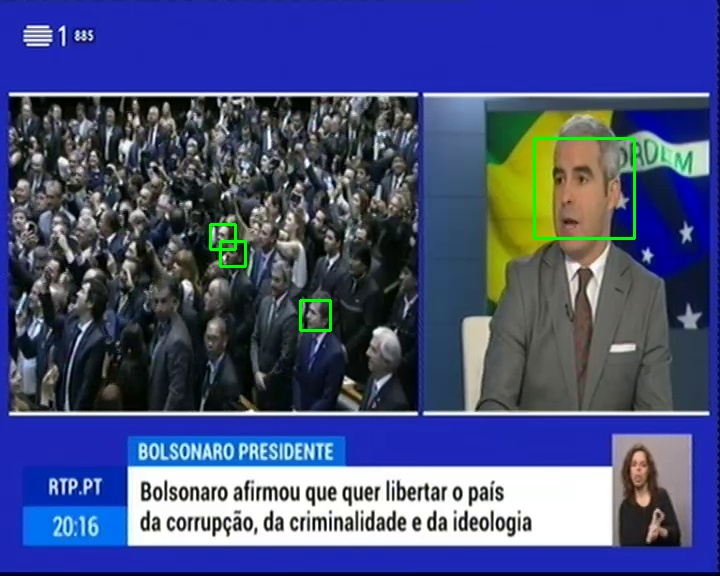 1 885
ORDEM
BOLSONARO PRESIDENTE
RTP.PT
Bolsonaro afirmou que quer libertar o país
20:16
da corrupção, da criminalidade e da ideologia